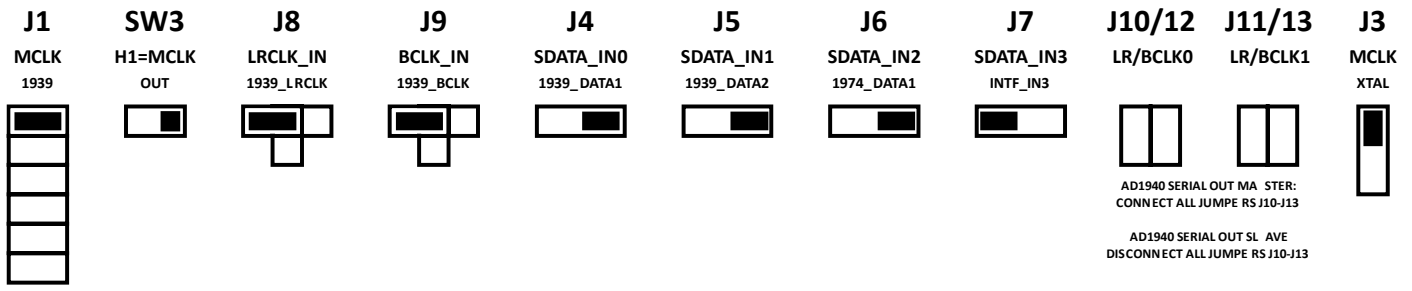 J1 SW3 J8 J9 J4 J5 J6 J7 J10/12 J11/13 J3
MCLK H1=MCLK LRCLK_IN BCLK_IN SDATA_IN0 SDATA_IN1 SDATA_IN2 SDATA_IN3 LR/BCLK0 LR/BCLK1 MCLK
1939 OUT 1939_LRCLK 1939_BCLK 1939_DATA1 1939_DATA2 1974_DATA1 INTF_IN3 XTAL
AD1940 SERIAL OUT MA STER:
CONNECT ALL JUMPE RS J10-J13
AD1940 SERIAL OUT SL AVE
DISCONNECT ALL JUMPE RS J10-J13